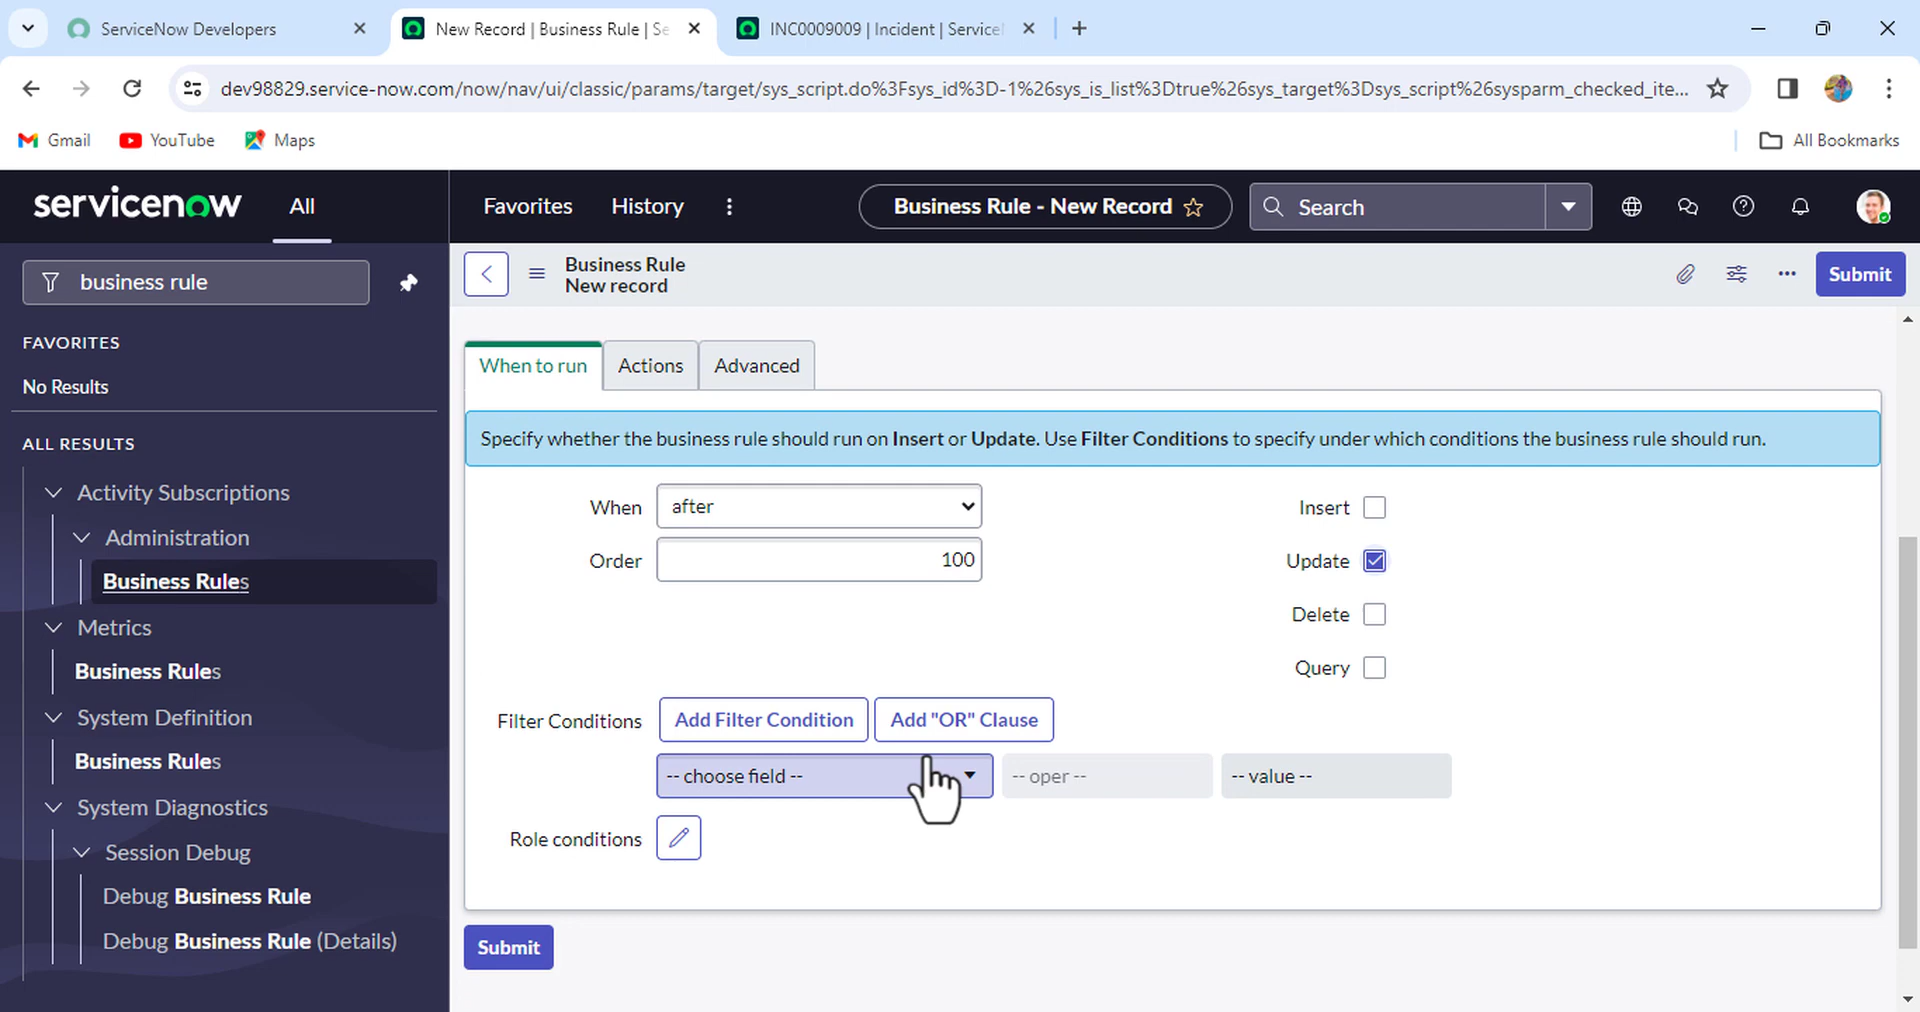 ServiceNow Developers
New Record | Business Rule | Se
INC0009009 | Incident | Service
dev98829.service-now.com/now/nav/ui/classic/params/target/sys_script.do%3Fsys_id%3D-1%26sys_is_list%3Dtrue%26sys_target%3Dsys_script%26sysparm_checked_ite...
Gmail
YouTube
Maps
All Bookmarks
servicenow
All
Favorites
History
Business Rule - New Record
Search
business rule
Business Rule
New record
Submit
FAVORITES
No Results
ALL RESULTS
Activity Subscriptions
Administration
Business Rules
Metrics
Business Rules
System Definition
Business Rules
System Diagnostics
Session Debug
Debug Business Rule
Debug Business Rule (Details)
When to run
Actions
Advanced
Specify whether the business rule should run on Insert or Update. Use Filter Conditions to specify under which conditions the business rule should run.
When after
Insert
Order 100
Update
Delete
Query
Filter Conditions
Add Filter Condition
Add "OR" Clause
-- choose field --
-- oper --
-- value --
Role conditions
Submit